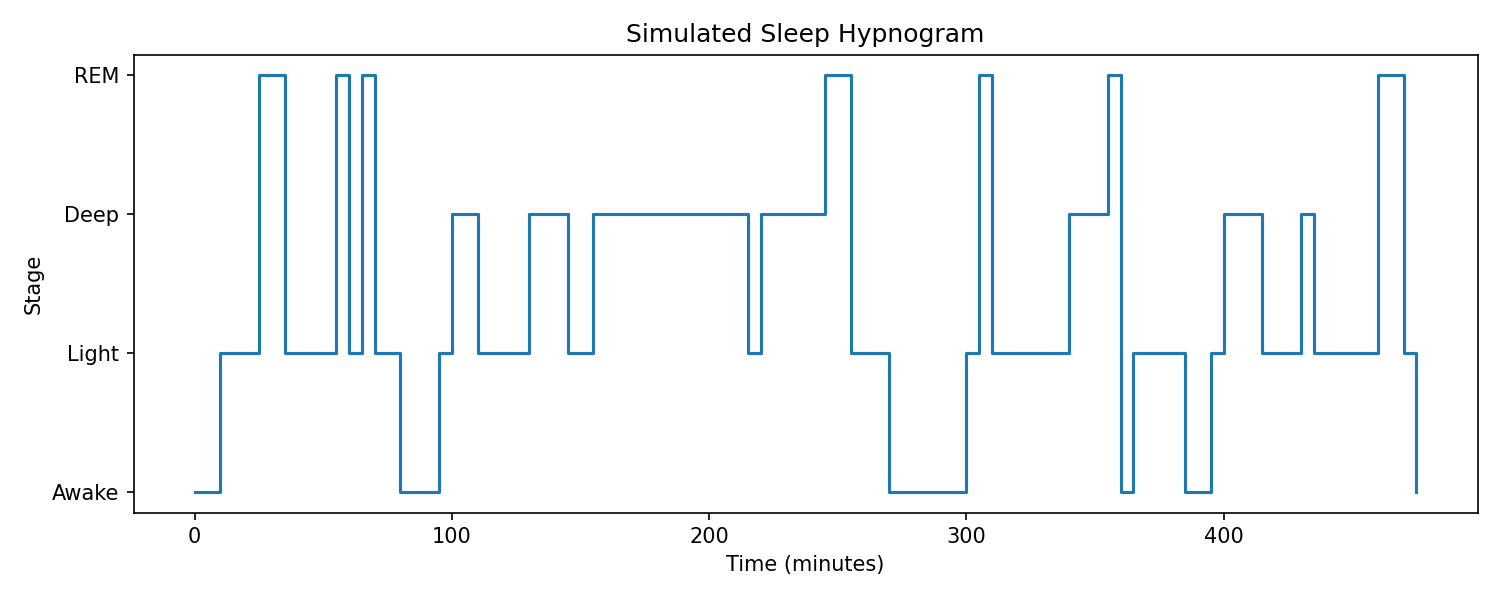 Simulated Sleep Hypnogram
REM
Deep
Light
Awake
Stage
0 100 200 300 400
Time (minutes)